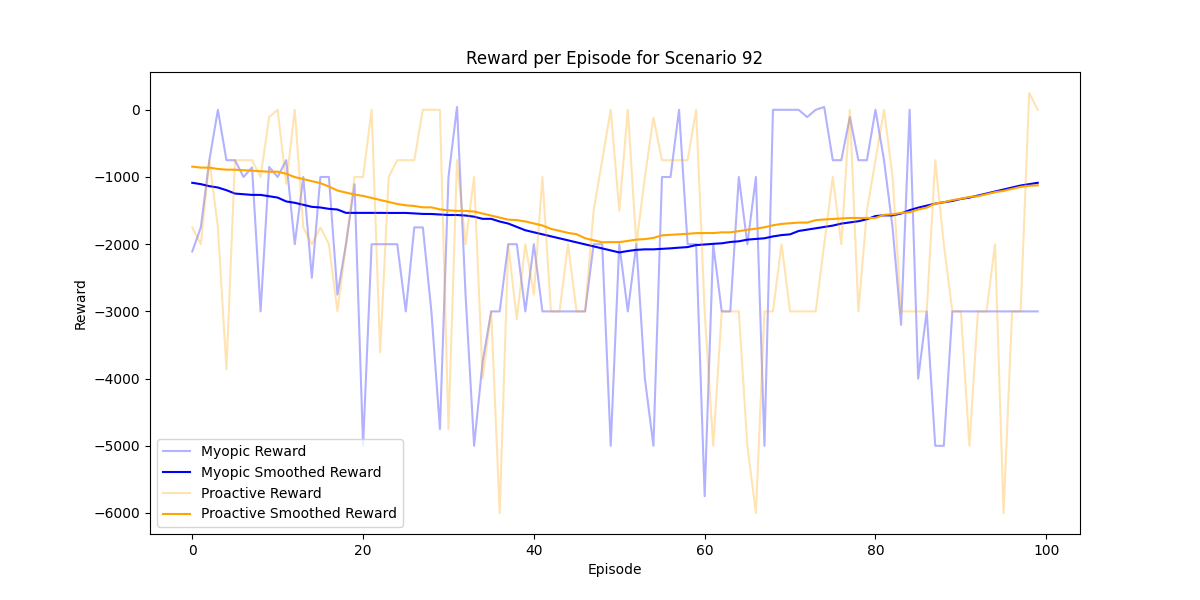 Reward per Episode for Scenario 92
Reward
0
−1000
−2000
−3000
−4000
−5000
−6000
Myopic Reward
Myopic Smoothed Reward
Proactive Reward
Proactive Smoothed Reward
0 20 40 60 80 100
Episode